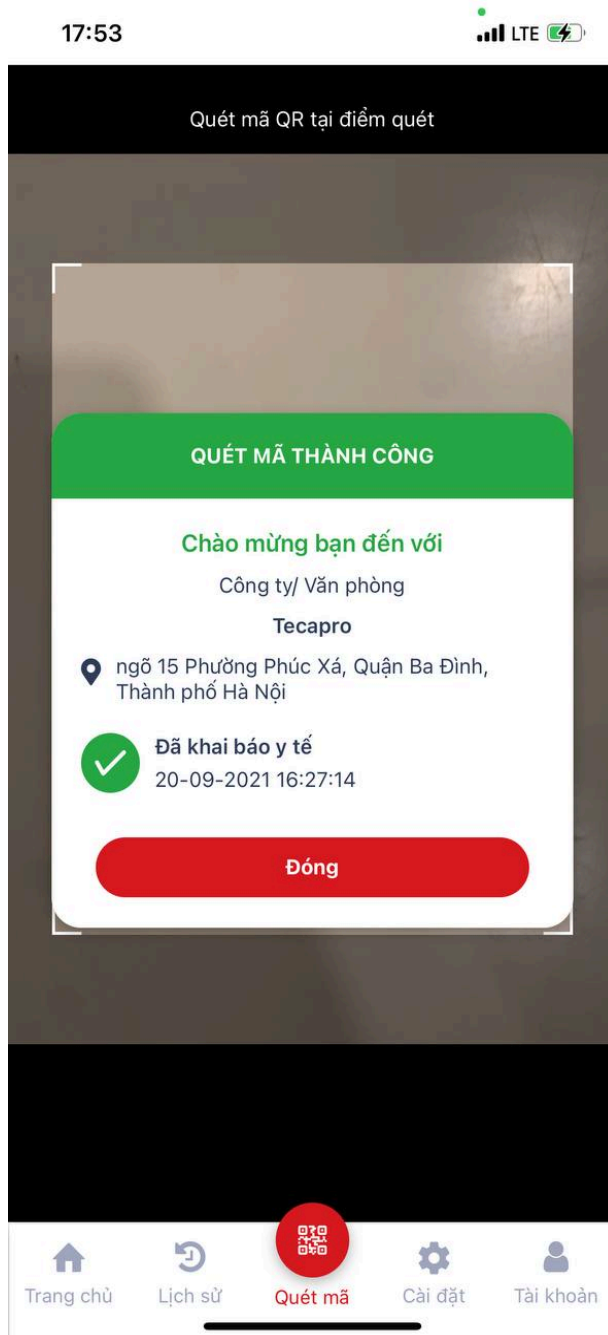 17:53
LTE
Quét mã QR tại điểm quét
QUÉT MÃ THÀNH CÔNG
Chào mừng bạn đến với
Công ty/ Văn phòng
Tecapro
ngõ 15 Phường Phúc Xá, Quận Ba Đình,
Thành phố Hà Nội
Đã khai báo y tế
20-09-2021 16:27:14
Đóng
Trang chủ
Lịch sử
Quét mã
Cài đặt
Tài khoản